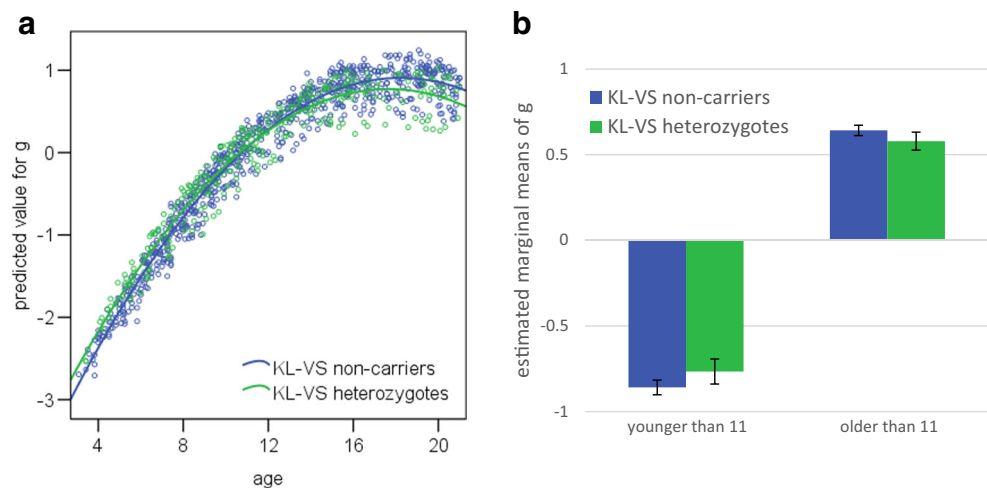 a
predicted value for g
1
0
-1
-2
-3
KL-VS non-carriers
KL-VS heterozygotes
4
8
12
16
20
age
b
estimated marginal means of g
1
0.5
0
-0.5
-1
KL-VS non-carriers
KL-VS heterozygotes
younger than 11
older than 11